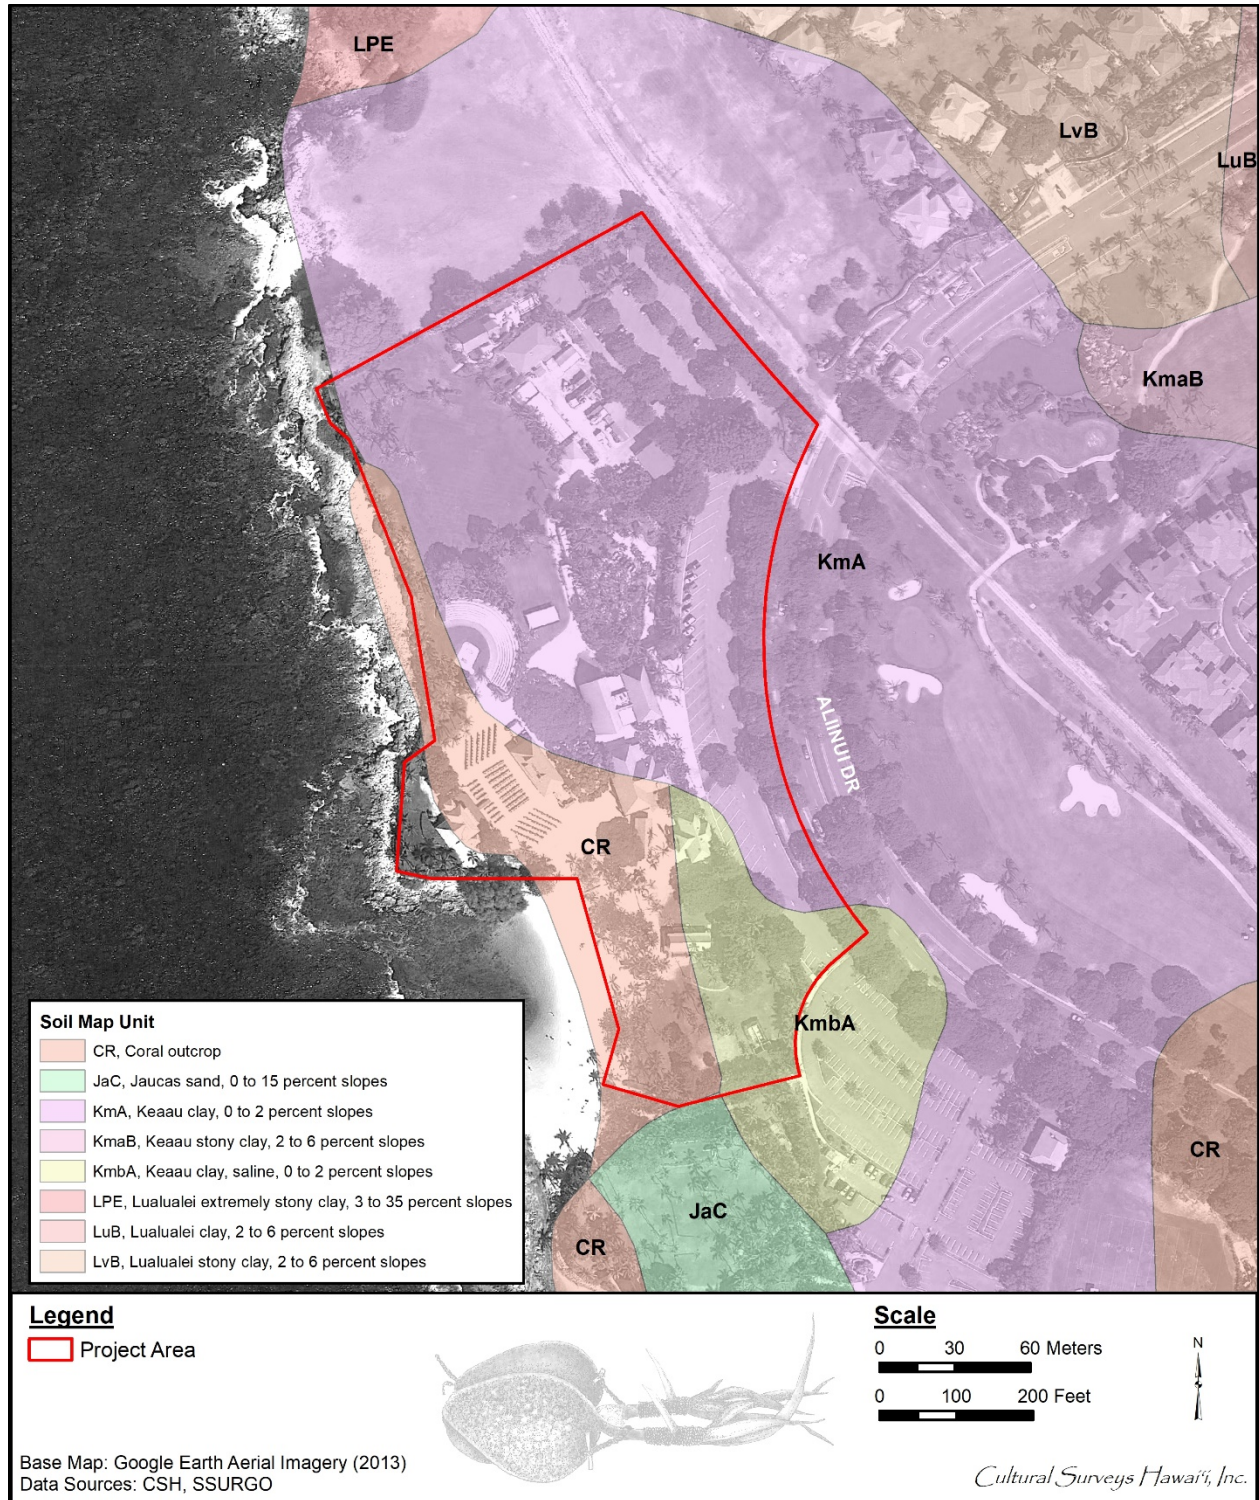 LPE
LvB
LuB
KmaB
KmA
ALIINUI DR
CR
KmbA
CR
JaC
CR
Soil Map Unit
CR, Coral outcrop
JaC, Jaucas sand, 0 to 15 percent slopes
KmA, Keaau clay, 0 to 2 percent slopes
KmaB, Keaau stony clay, 2 to 6 percent slopes
KmbA, Keaau clay, saline, 0 to 2 percent slopes
LPE, Lualualei extremely stony clay, 3 to 35 percent slopes
LuB, Lualualei clay, 2 to 6 percent slopes
LvB, Lualualei stony clay, 2 to 6 percent slopes
Legend
Project Area
Scale
0 30 60 Meters
0 100 200 Feet
N
Base Map: Google Earth Aerial Imagery (2013)
Data Sources: CSH, SSURGO
Cultural Surveys Hawaiʻi, Inc.